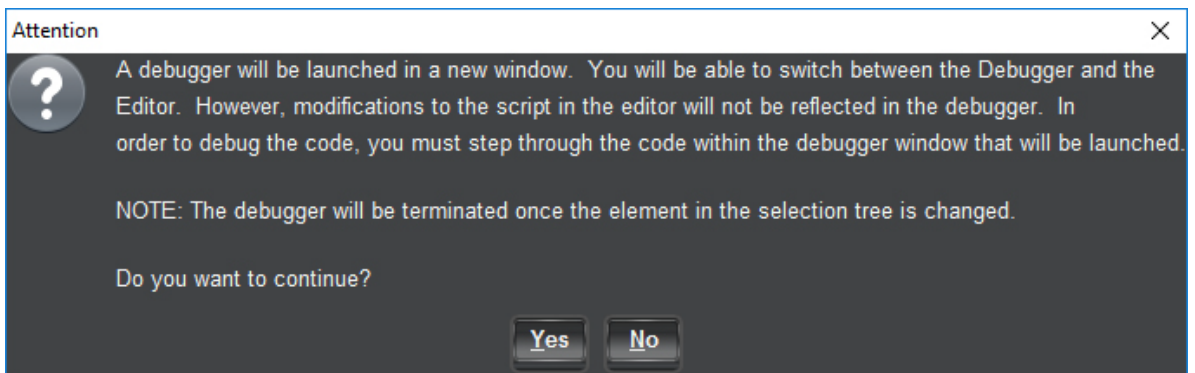 Attention
A debugger will be launched in a new window.  You will be able to switch between the Debugger and the
Editor.  However, modifications to the script in the editor will not be reflected in the debugger.  In
order to debug the code, you must step through the code within the debugger window that will be launched.
NOTE: The debugger will be terminated once the element in the selection tree is changed.
Do you want to continue?
Yes No